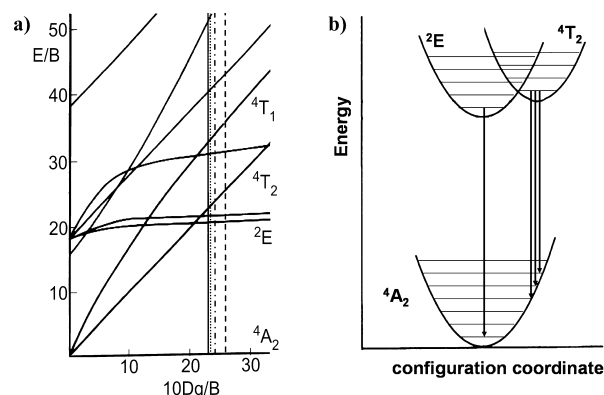 a)
50
E/B
40
30
20
10
⁴T₁
⁴T₂
²E
⁴A₂
10
20
30
10Dq/B
b)
²E
⁴T₂
Energy
⁴A₂
configuration coordinate